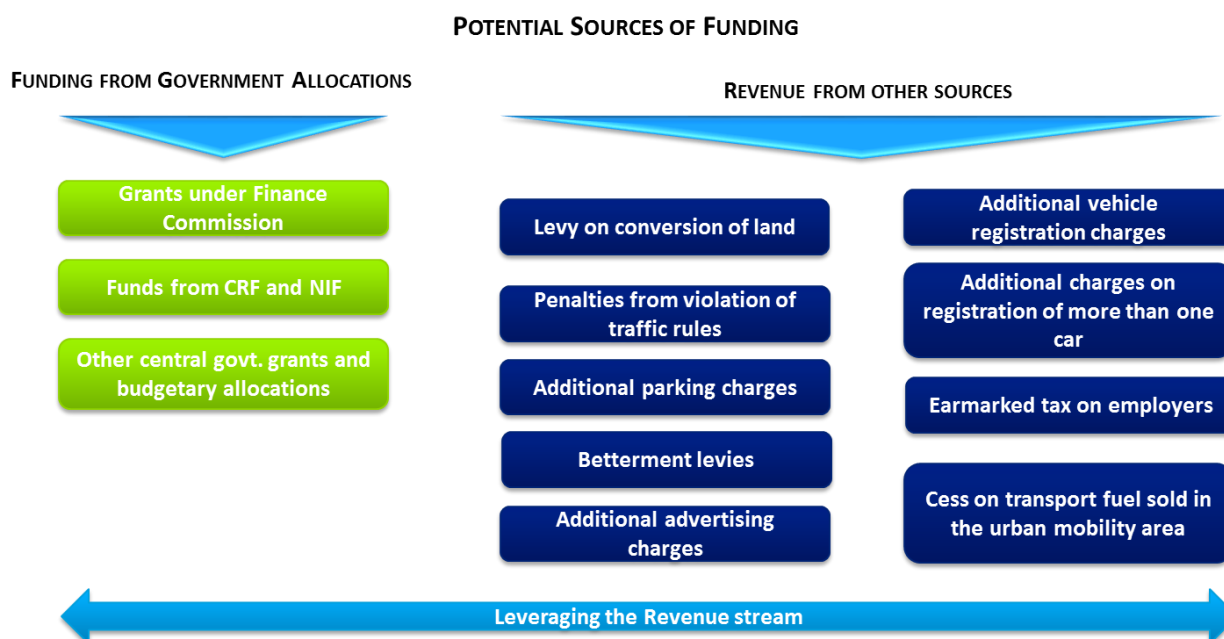 POTENTIAL SOURCES OF FUNDING
FUNDING FROM GOVERNMENT ALLOCATIONS
Grants under Finance
Commission
Funds from CRF and NIF
Other central govt. grants and
budgetary allocations
REVENUE FROM OTHER SOURCES
Levy on conversion of land
Penalties from violation of
traffic rules
Additional parking charges
Betterment levies
Additional advertising
charges
Additional vehicle
registration charges
Additional charges on
registration of more than one
car
Earmarked tax on employers
Cess on transport fuel sold in
the urban mobility area
Leveraging the Revenue stream